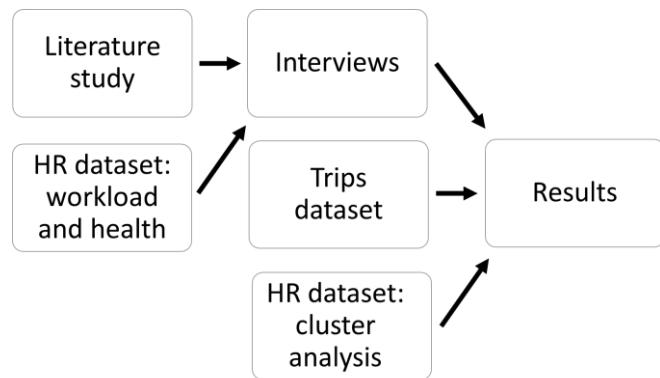 Literature
study
Interviews
HR dataset:
workload
and health
Trips
dataset
Results
HR dataset:
cluster
analysis